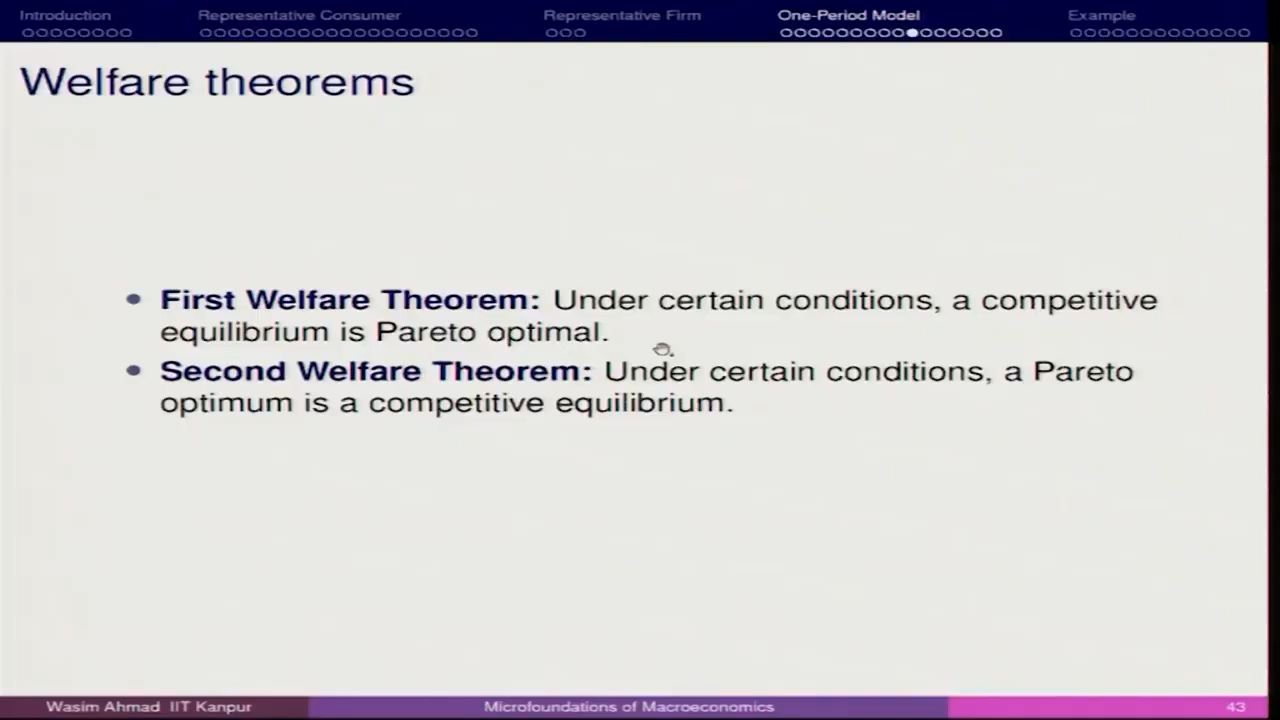 Introduction Representative Consumer Representative Firm One-Period Model Example
Welfare theorems
First Welfare Theorem: Under certain conditions, a competitive
equilibrium is Pareto optimal.
Second Welfare Theorem: Under certain conditions, a Pareto
optimum is a competitive equilibrium.
Wasim Ahmad IIT Kanpur Microfoundations of Macroeconomics 43